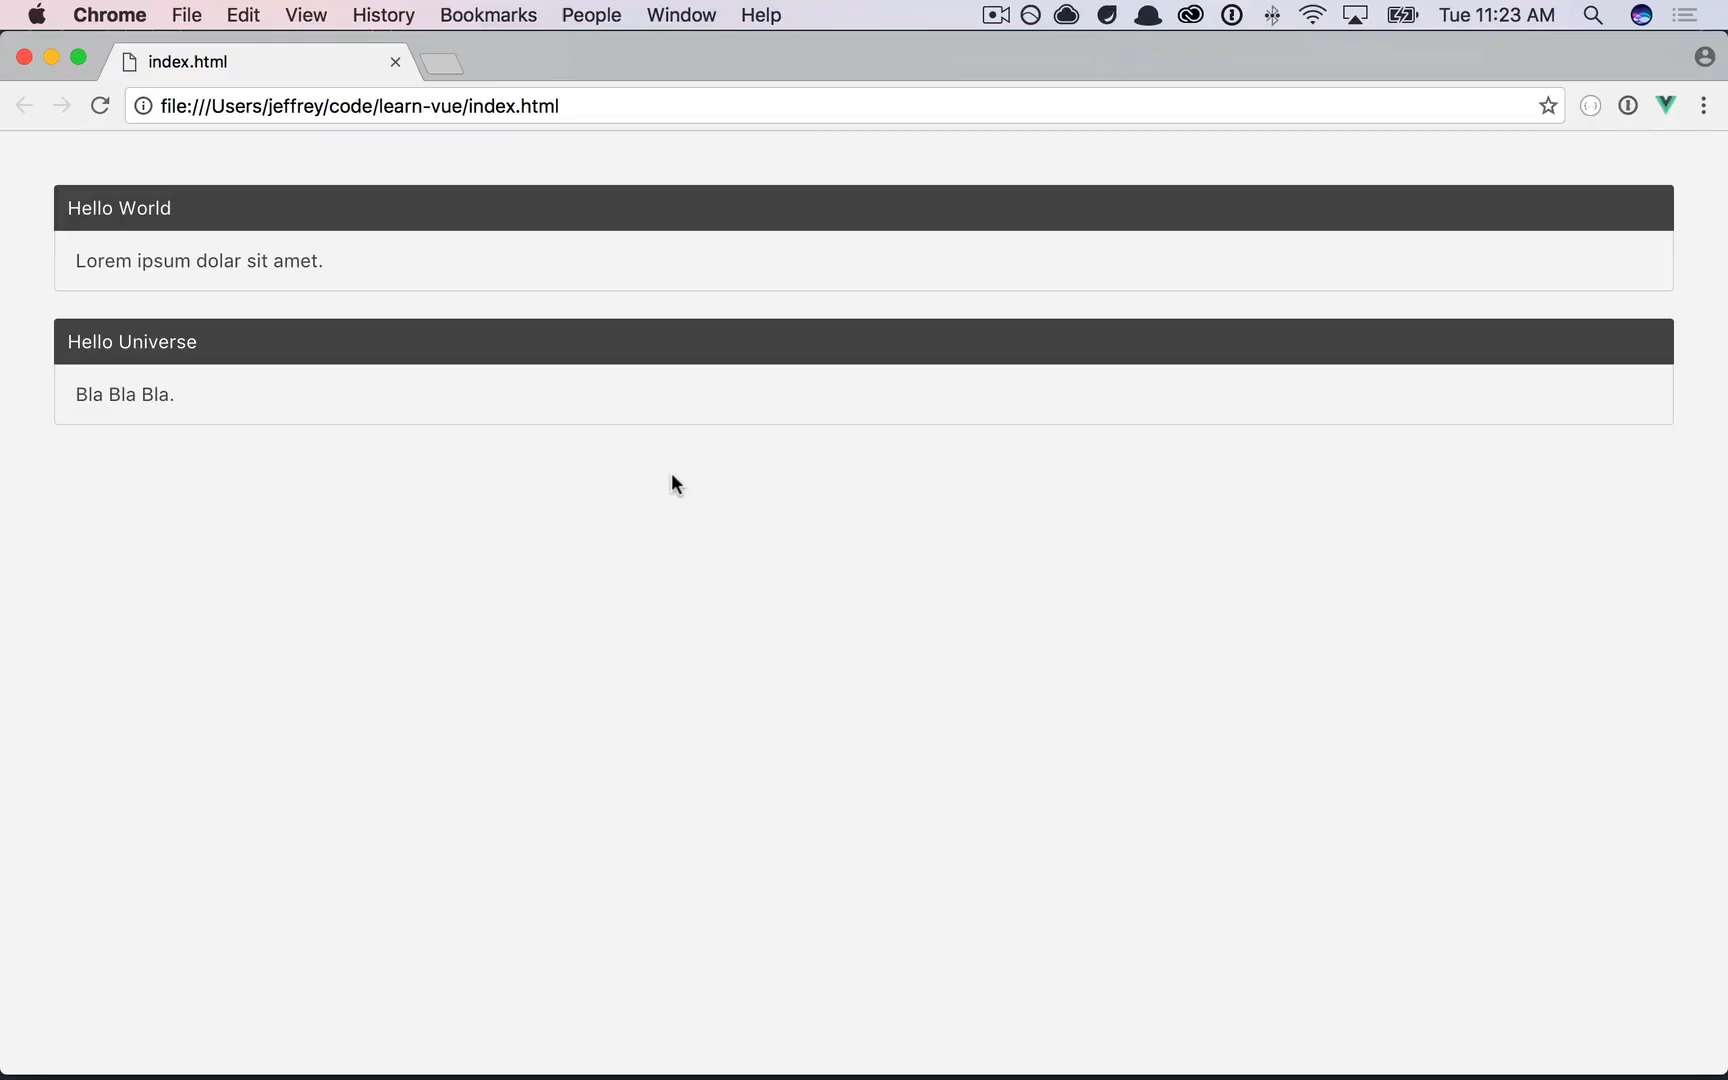 Chrome File Edit View History Bookmarks People Window Help Tue 11:23 AM
index.html
file:///Users/jeffrey/code/learn-vue/index.html
Hello World
Lorem ipsum dolar sit amet.
Hello Universe
Bla Bla Bla.